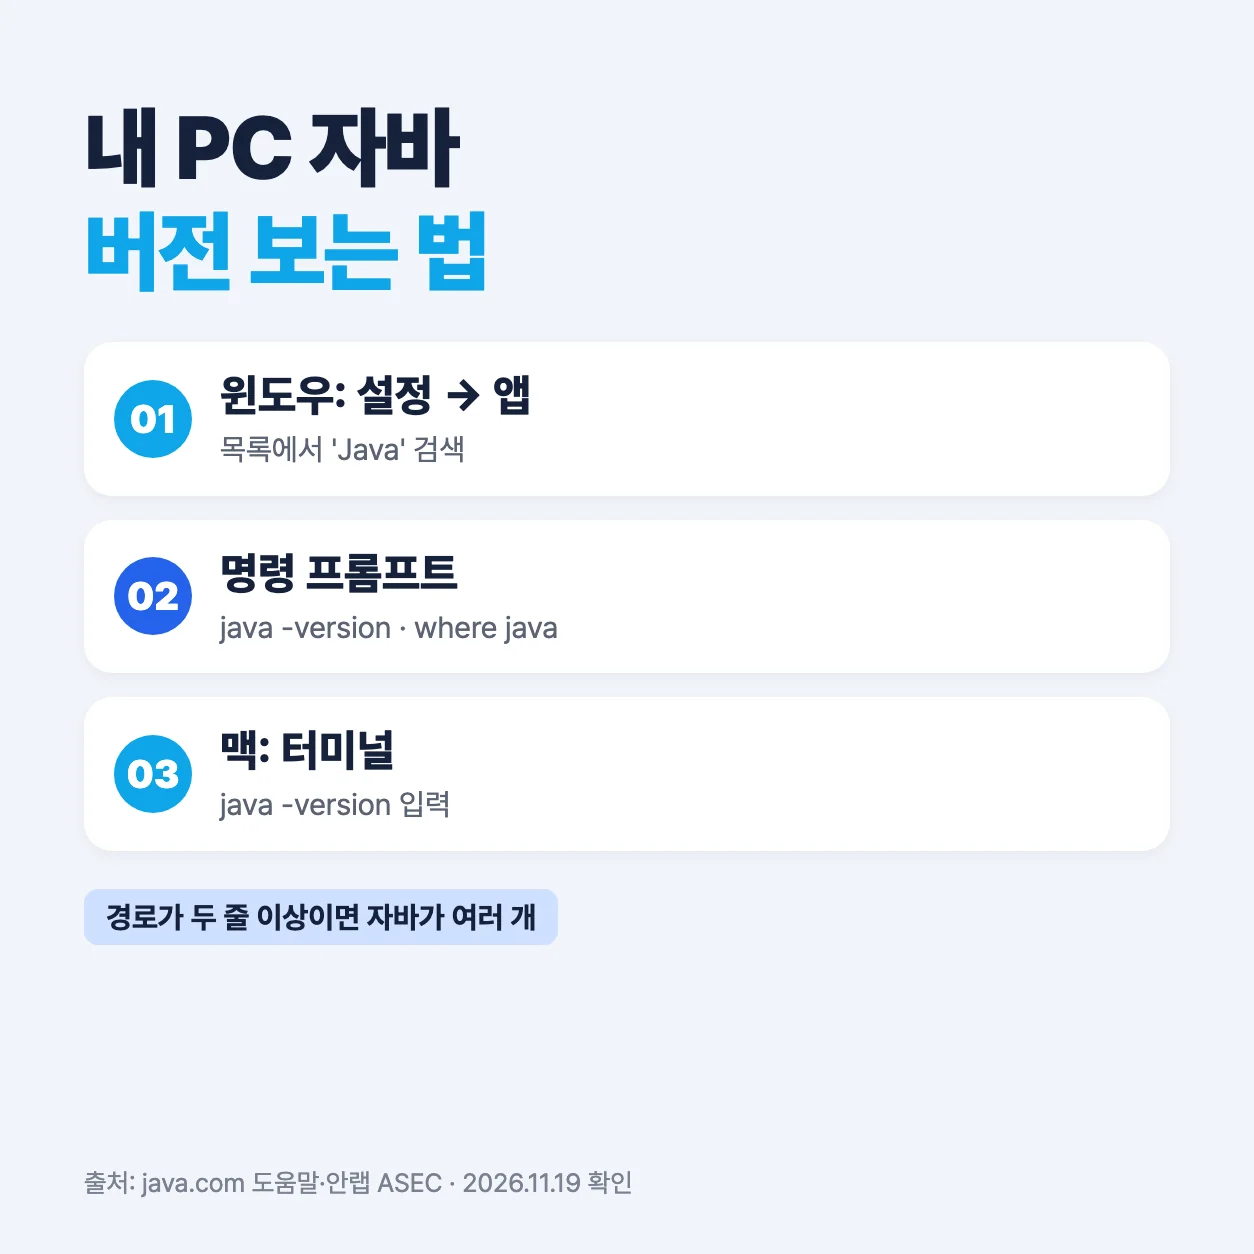 내 PC 자바
버전 보는 법
01
윈도우: 설정 → 앱
목록에서 'Java' 검색
02
명령 프롬프트
java -version · where java
03
맥: 터미널
java -version 입력
경로가 두 줄 이상이면 자바가 여러 개
출처: java.com 도움말·안랩 ASEC · 2026.11.19 확인